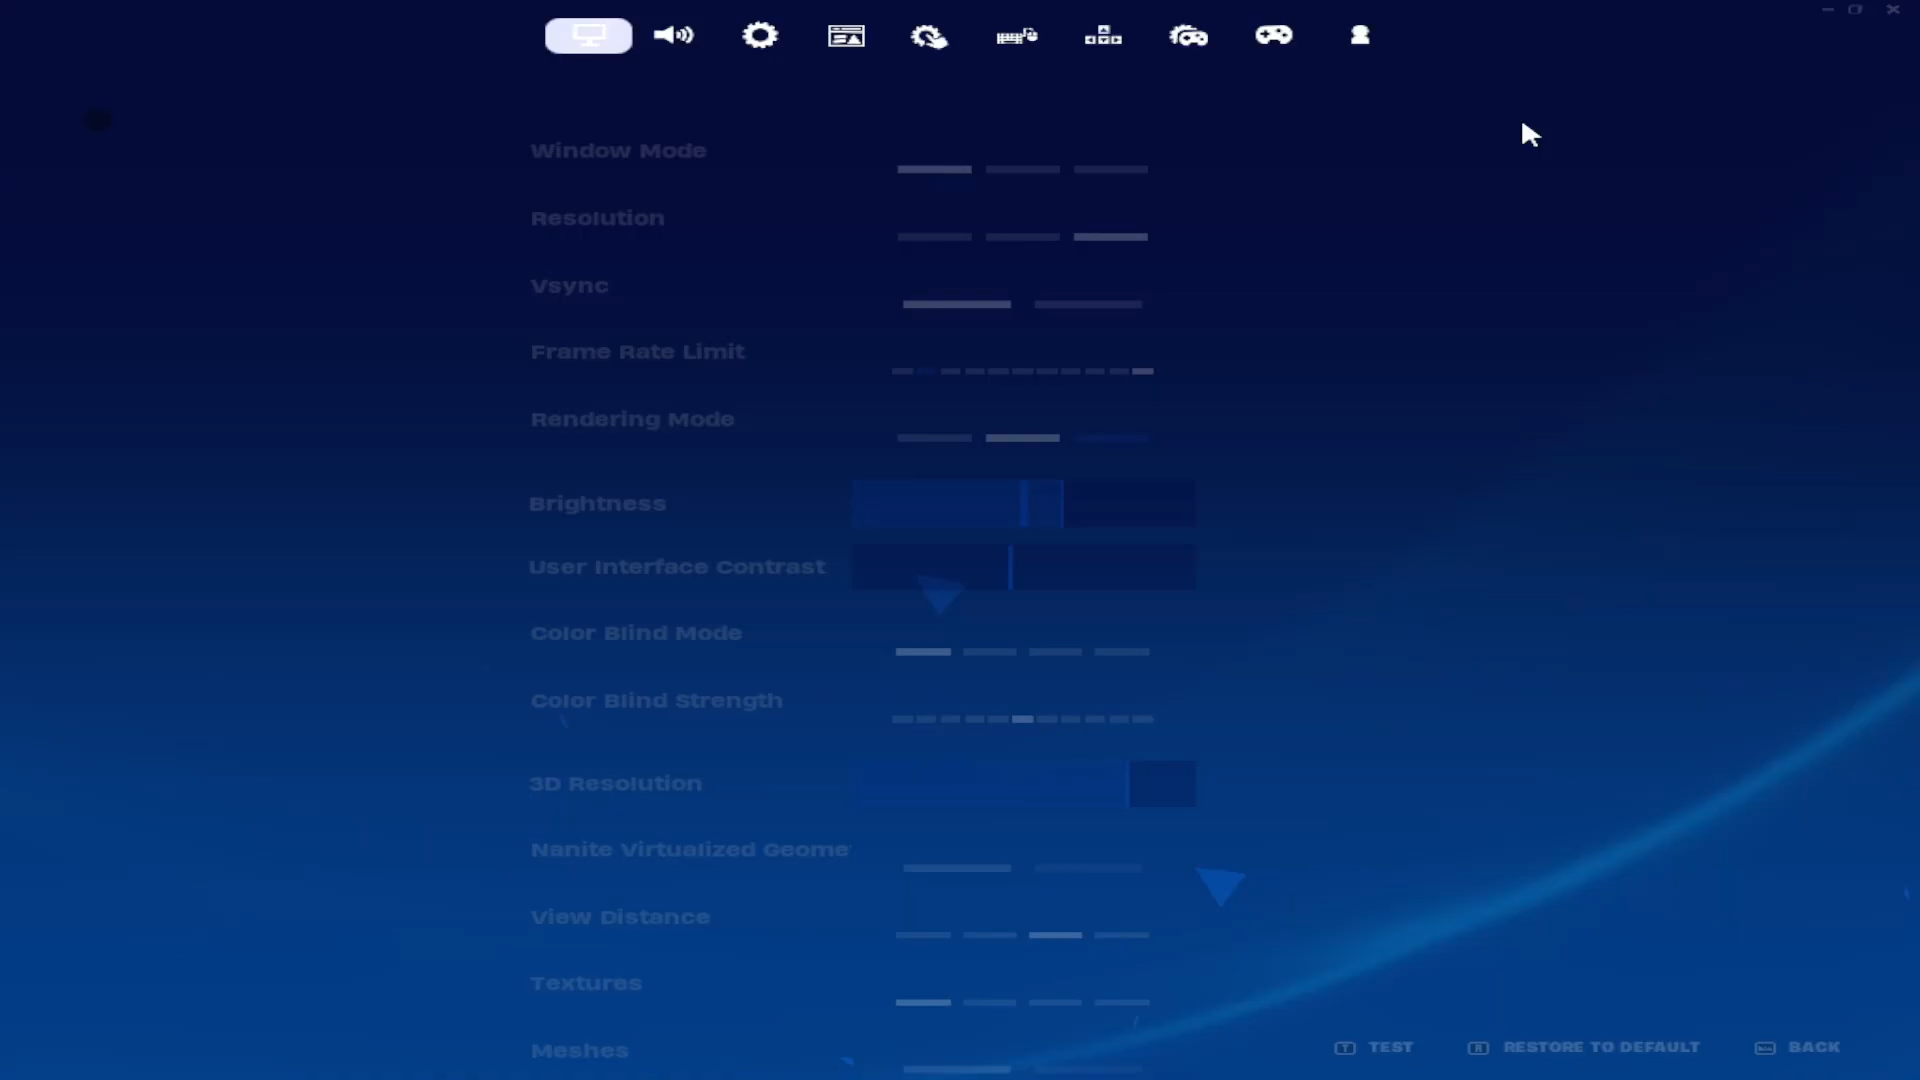 Window Mode
Resolution
Vsync
Frame Rate Limit
Rendering Mode
Brightness
User Interface Contrast
Color Blind Mode
Color Blind Strength
3D Resolution
Nanite Virtualized Geome
View Distance
Textures
Meshes
T TEST R RESTORE TO DEFAULT BACK